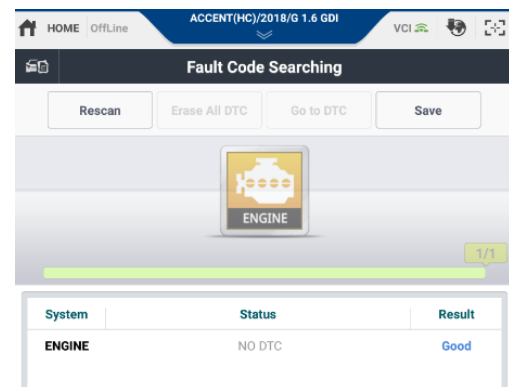 ACCENT(HC)/2018/G 1.6 GDI
HOME OffLine VCI
Fault Code Searching
Rescan Erase All DTC Go to DTC Save
ENGINE
1/1
System Status Result
ENGINE NO DTC Good